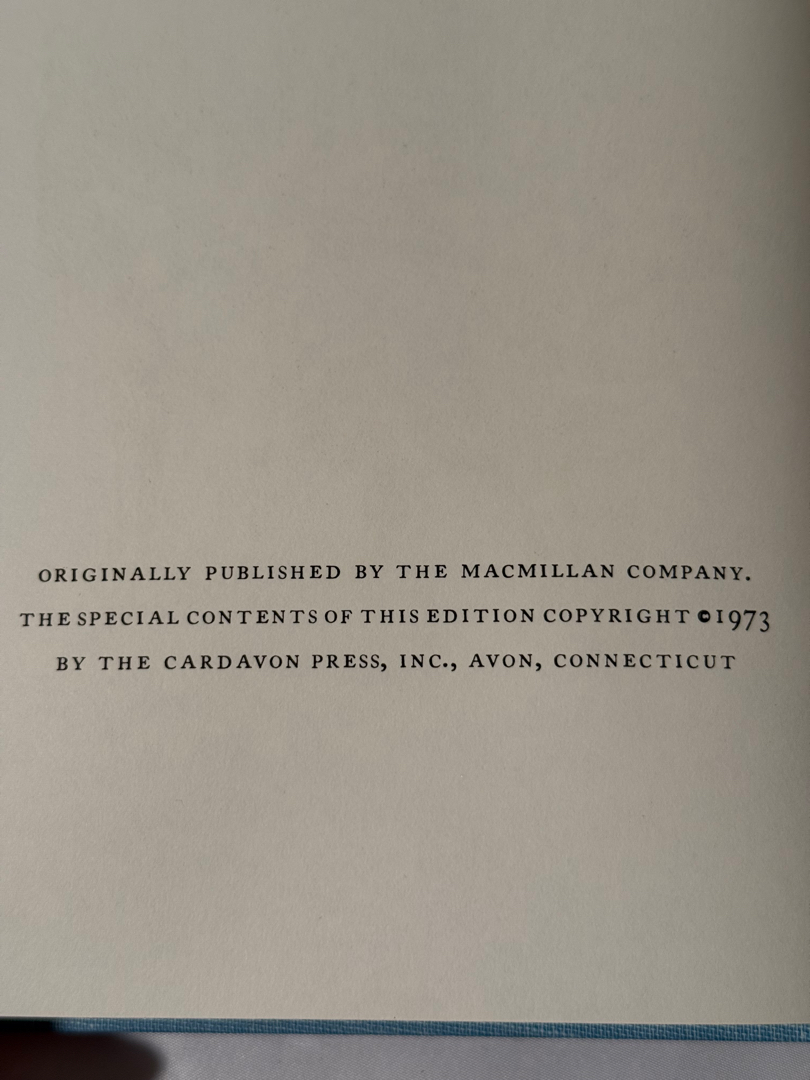 ORIGINALLY PUBLISHED BY THE MACMILLAN COMPANY.
THE SPECIAL CONTENTS OF THIS EDITION COPYRIGHT ©1973
BY THE CARDAVON PRESS, INC., AVON, CONNECTICUT